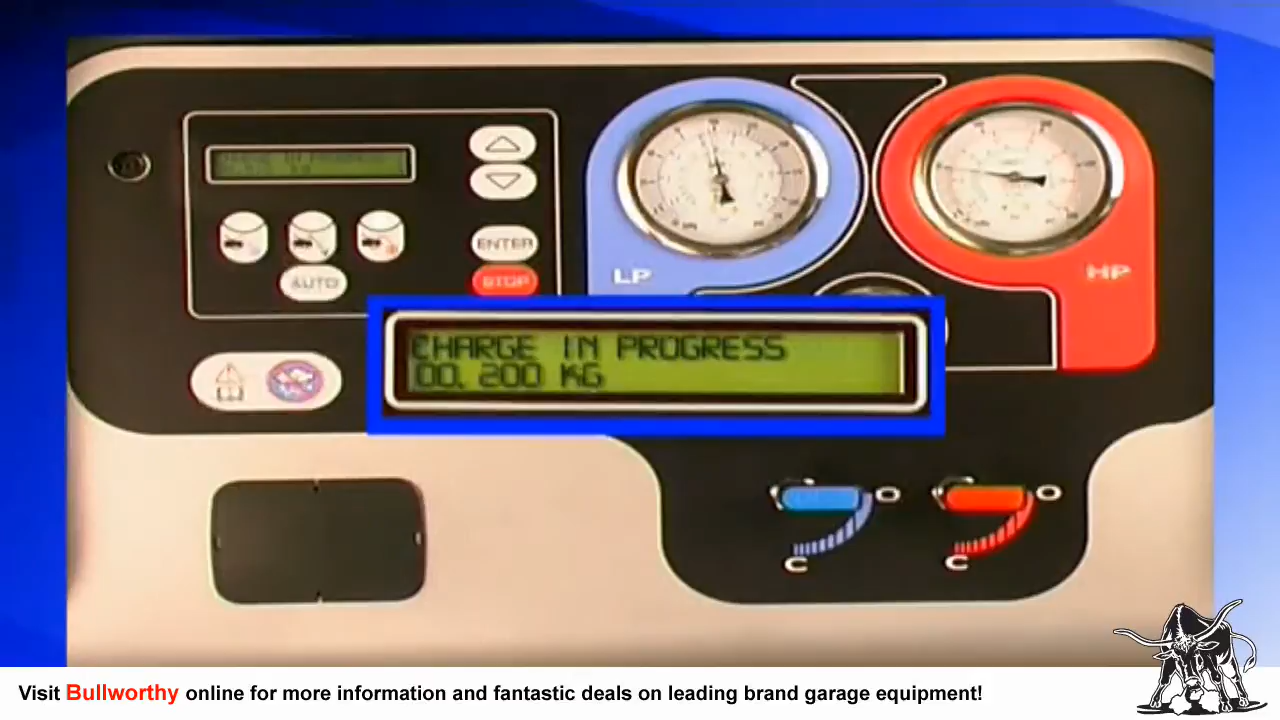 ENTER
AUTO
STOP
LP
HP
CHARGE IN PROGRESS
00.200 KG
O
O
C
C
Visit Bullworthy online for more information and fantastic deals on leading brand garage equipment!